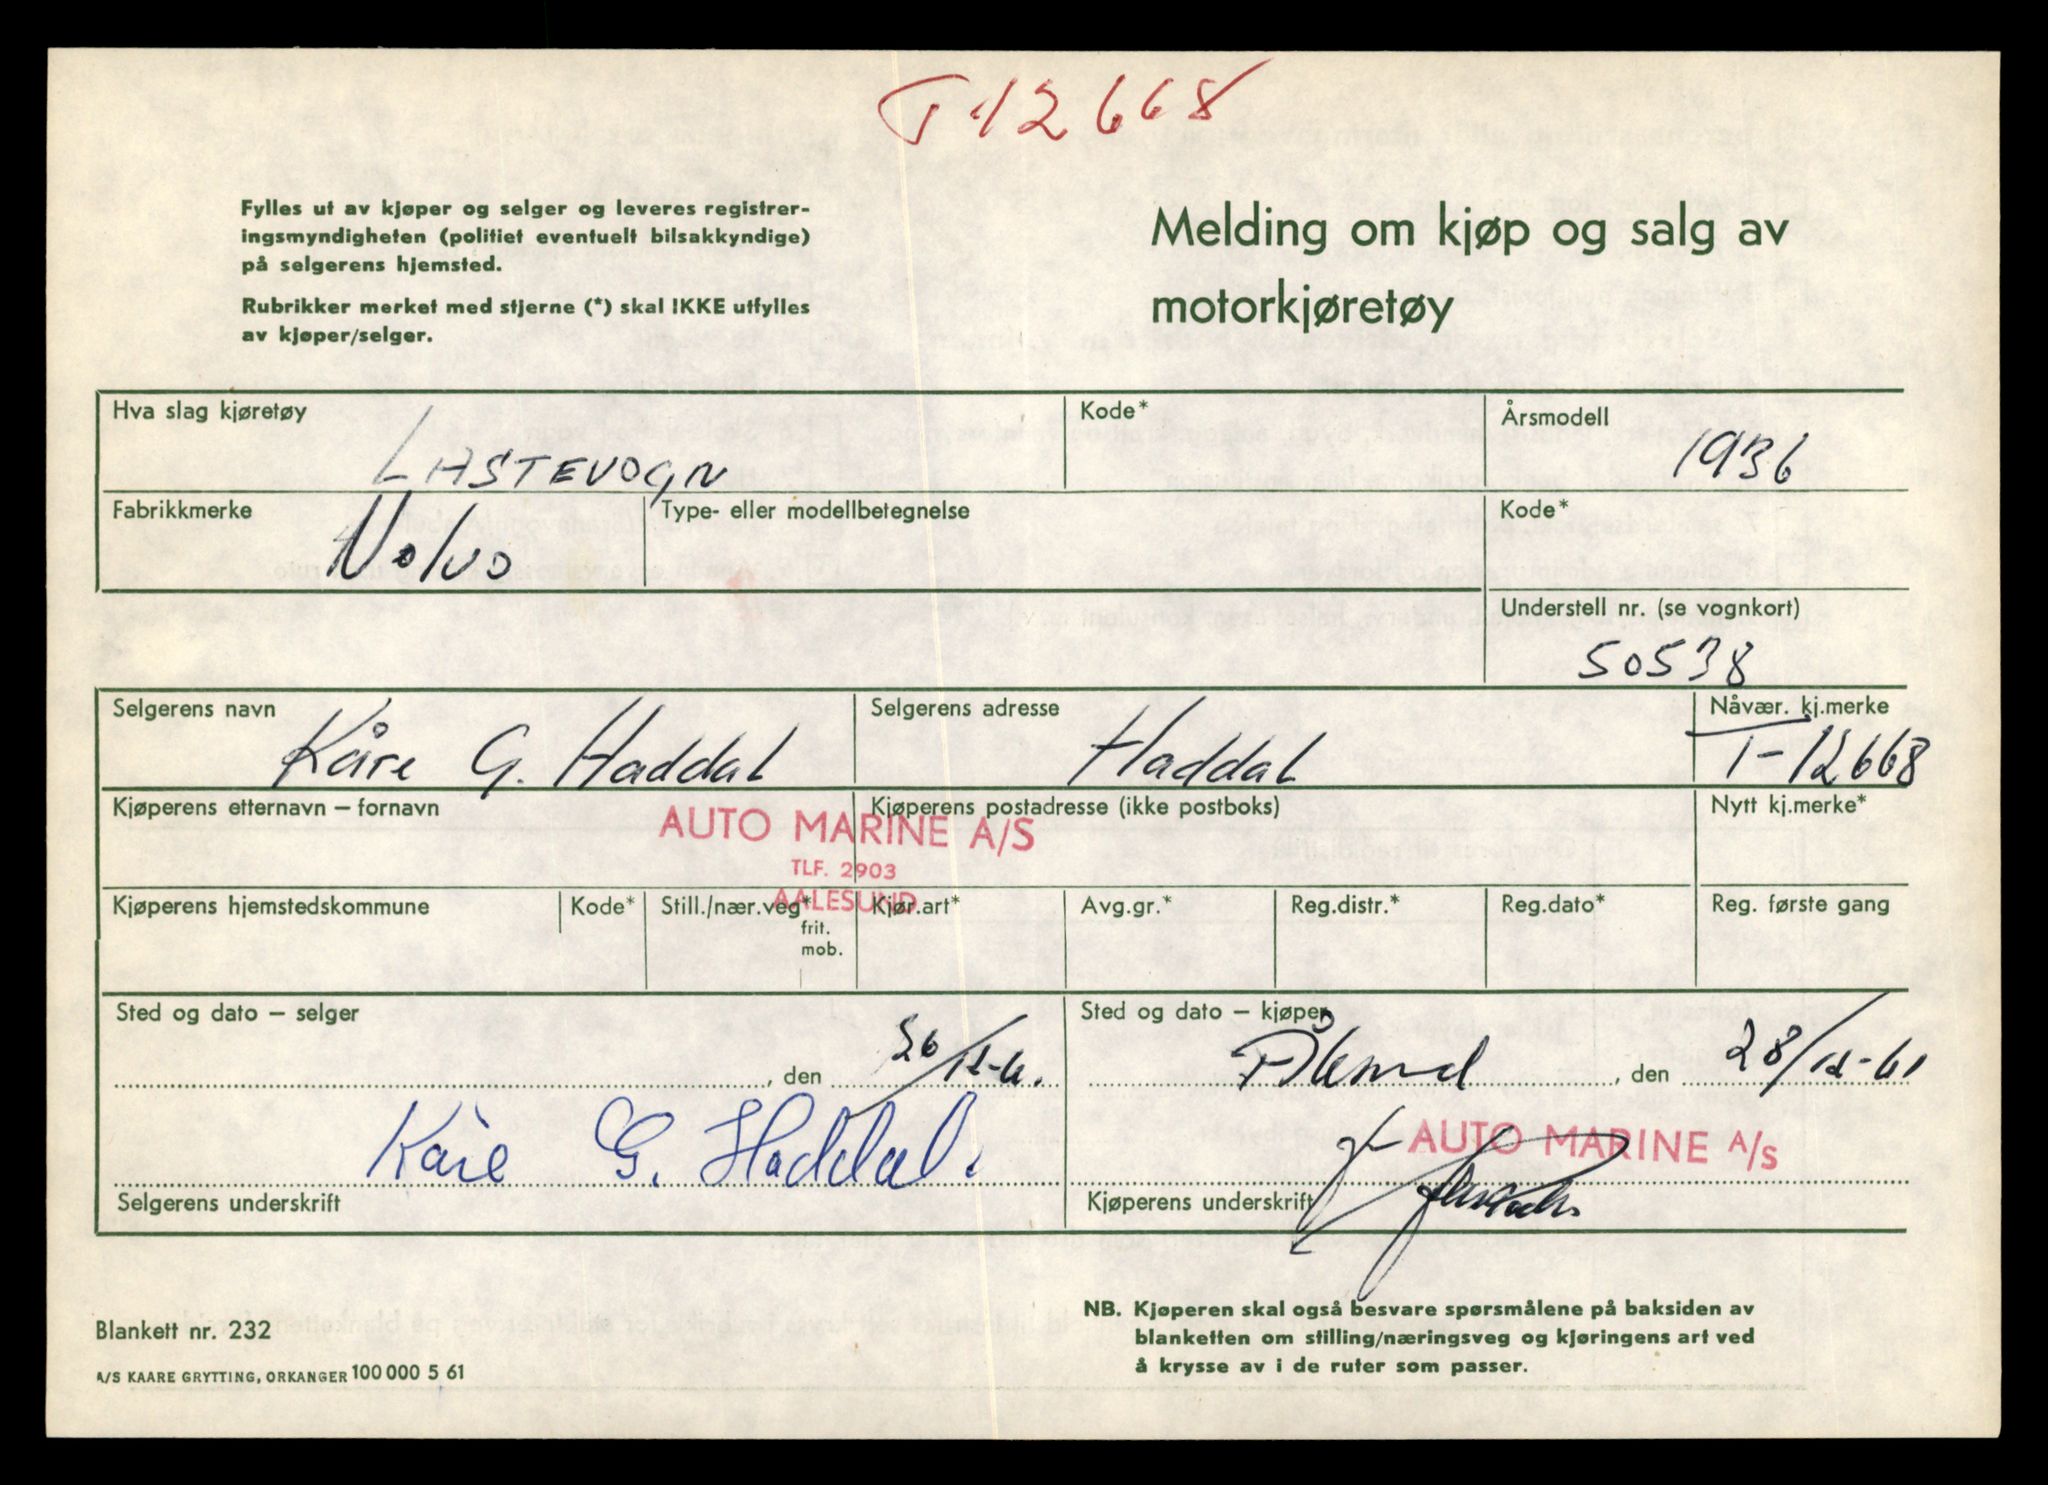 T-12668
Fylles ut av kjøper og selger og leveres registrer-
ingsmyndigheten (politiet eventuelt bilsakkyndige)
på selgerens hjemsted.
Rubrikker merket med stjerne (*) skal IKKE utfylles
av kjøper/selger.
Melding om kjøp og salg av
motorkjøretøy
Hva slag kjøretøy
LASTEVOGN
Kode*
Årsmodell
1936
Fabrikkmerke
Volvo
Type- eller modellbetegnelse
Kode*
Understell nr. (se vognkort)
50538
Selgerens navn
Kåre G. Haddal
Selgerens adresse
Haddal
Nåvær. kj.merke
T-12668
Kjøperens etternavn – fornavn
Kjøperens postadresse (ikke postboks)
Nytt kj.merke*
AUTO MARINE A/S
TLF. 2903
AALESUND
Kjøperens hjemstedskommune
Kode*
Still./nær.veg*
frit.
mob.
Kjør.art*
Avg.gr.*
Reg.distr.*
Reg.dato*
Reg. første gang
Sted og dato – selger
, den 26/12-61.
Kåre G. Haddal.
Selgerens underskrift
Sted og dato – kjøper
Ålesund, den 28/12-61
AUTO MARINE A/S
Kjøperens underskrift
Blankett nr. 232
A/S KAARE GRYTTING, ORKANGER 100 000 5 61
NB. Kjøperen skal også besvare spørsmålene på baksiden av
blanketten om stilling/næringsveg og kjøringens art ved
å krysse av i de ruter som passer.